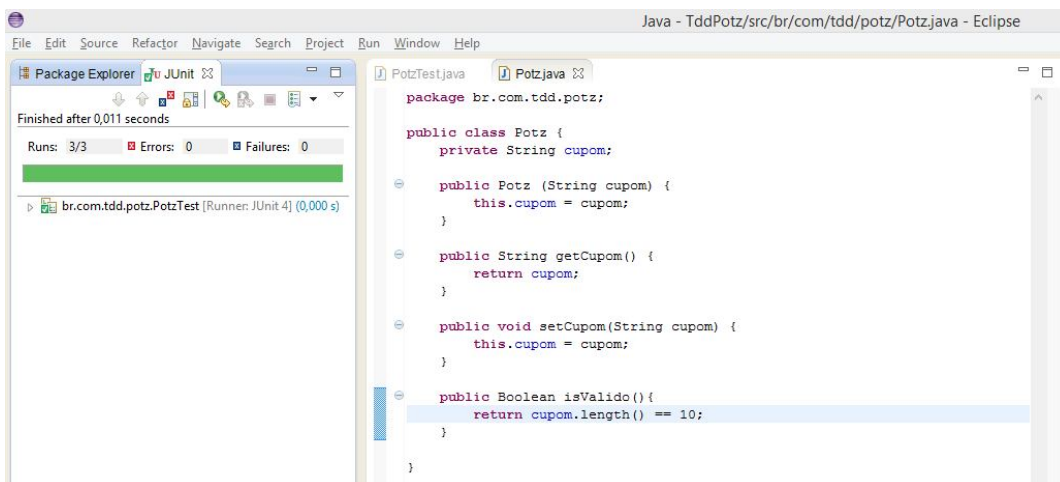 Java - TddPotz/src/br/com/tdd/potz/Potz.java - Eclipse
File Edit Source Refactor Navigate Search Project Run Window Help
Package Explorer JUnit
Finished after 0,011 seconds
Runs: 3/3 Errors: 0 Failures: 0
br.com.tdd.potz.PotzTest [Runner: JUnit 4] (0,000 s)
PotzTest.java Potz.java
package br.com.tdd.potz;
public class Potz {
private String cupom;
public Potz (String cupom) {
this.cupom = cupom;
}
public String getCupom() {
return cupom;
}
public void setCupom(String cupom) {
this.cupom = cupom;
}
public Boolean isValido(){
return cupom.length() == 10;
}
}